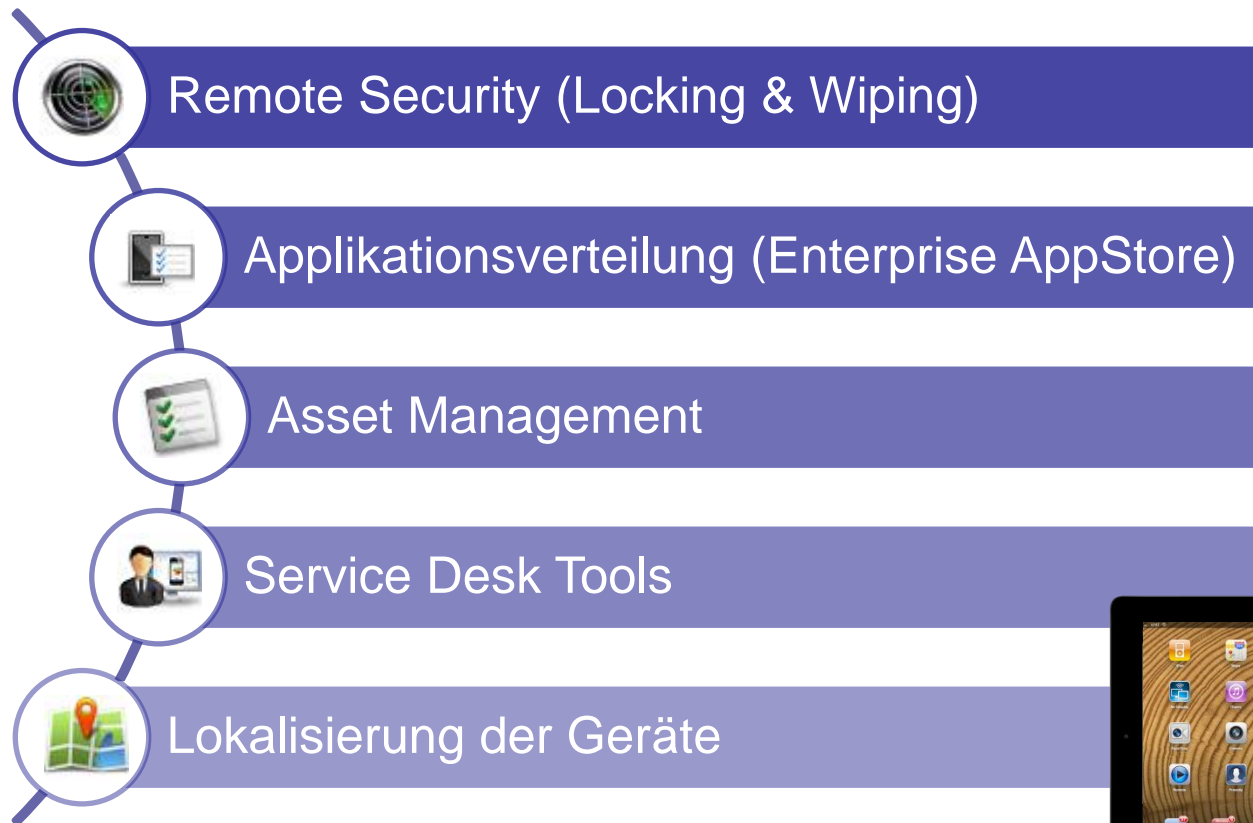 Remote Security (Locking & Wiping)
Applikationsverteilung (Enterprise AppStore)
Asset Management
Service Desk Tools
Lokalisierung der Geräte